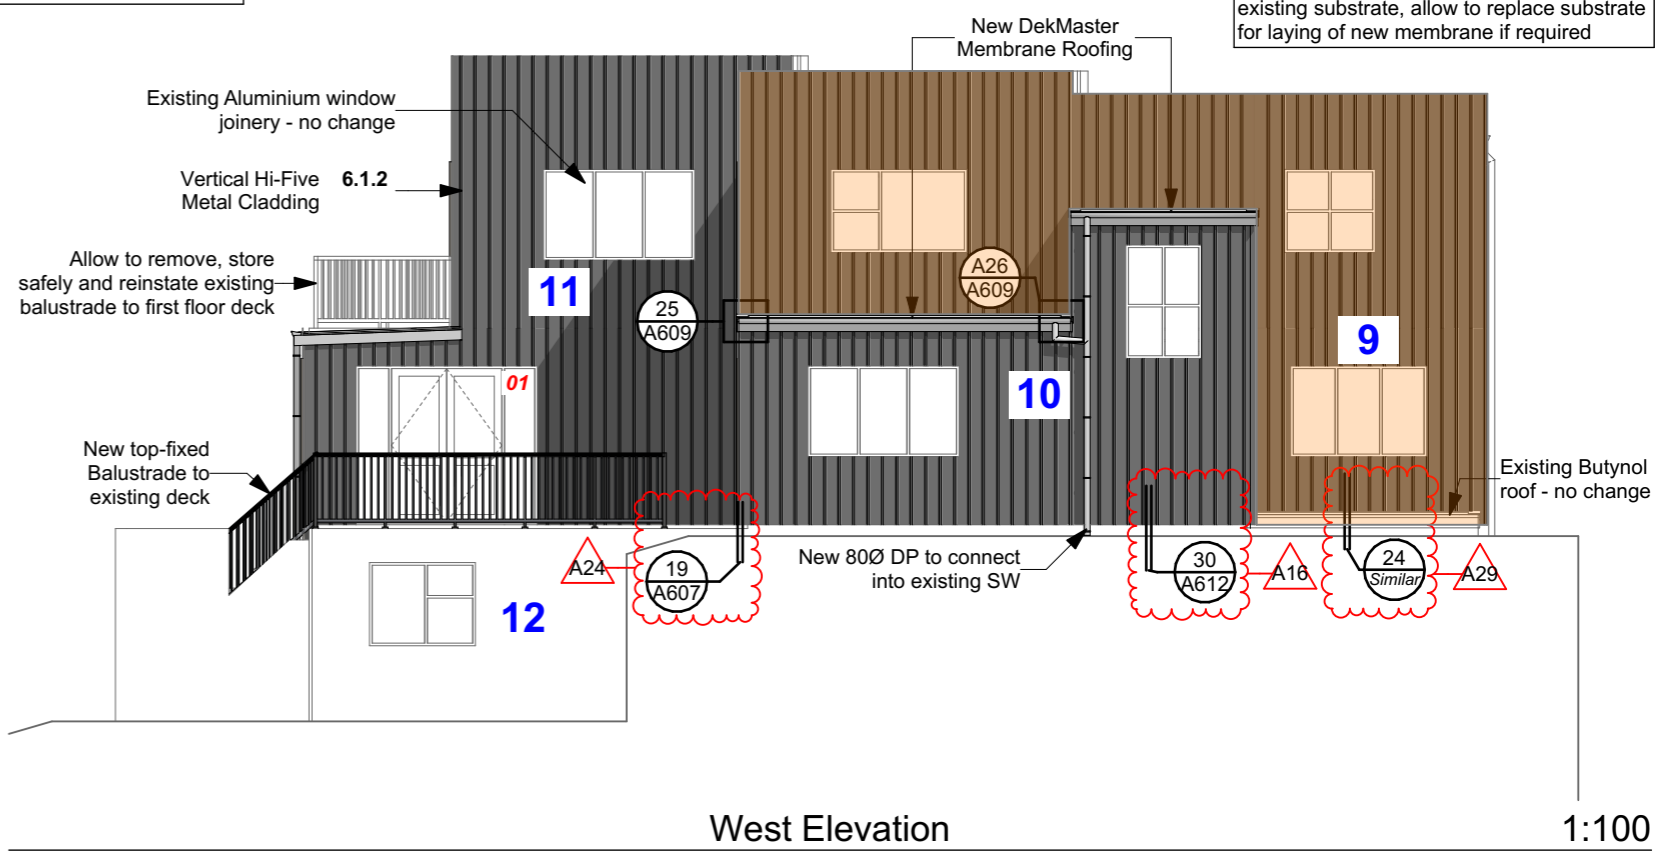 existing substrate, allow to replace substrate
for laying of new membrane if required
New DekMaster
Membrane Roofing
Existing Aluminium window
joinery - no change
Vertical Hi-Five 6.1.2
Metal Cladding
Allow to remove, store
safely and reinstate existing
balustrade to first floor deck
11
25
A609
A26
A609
9
10
01
New top-fixed
Balustrade to
existing deck
Existing Butynol
roof - no change
A24
19
A607
New 80Ø DP to connect
into existing SW
30
A612
A16
24
Similar
A29
12
West Elevation
1:100